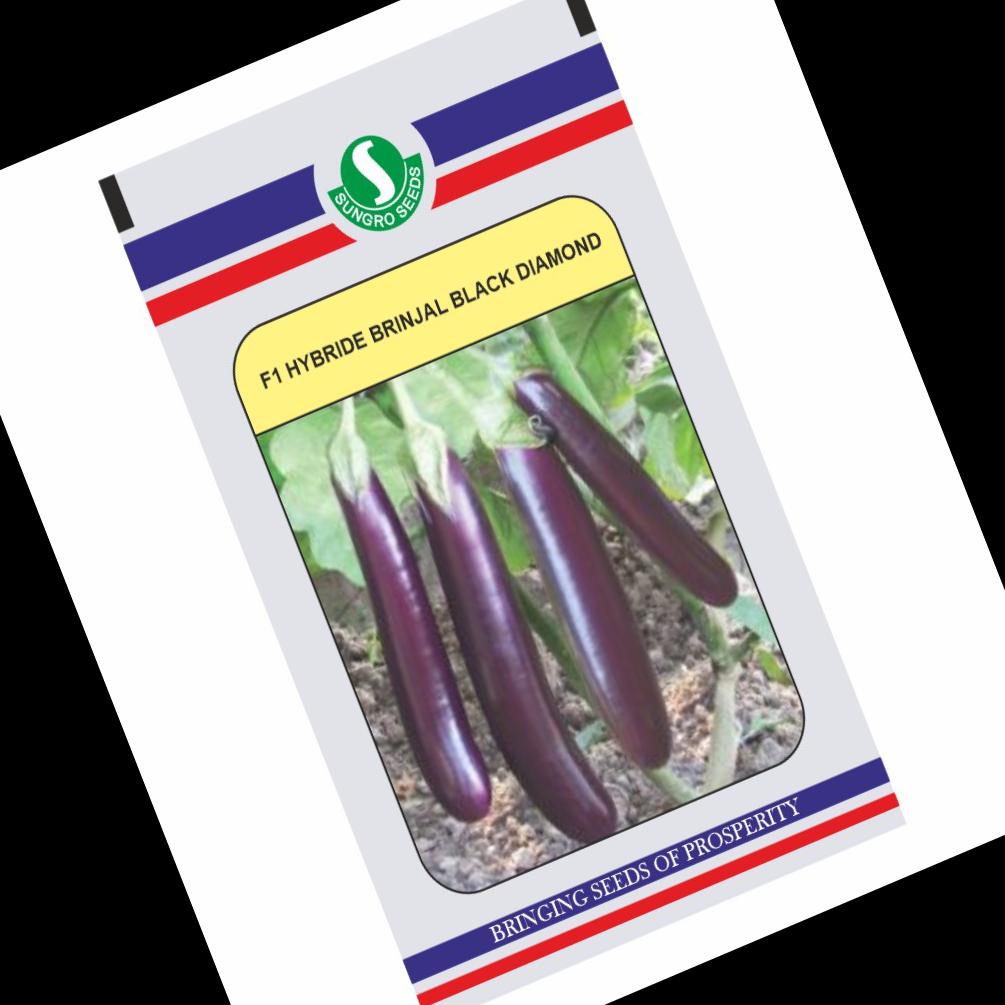 SUNGRO SEEDS
F1 HYBRIDE BRINJAL BLACK DIAMOND
BRINGING SEEDS OF PROSPERITY